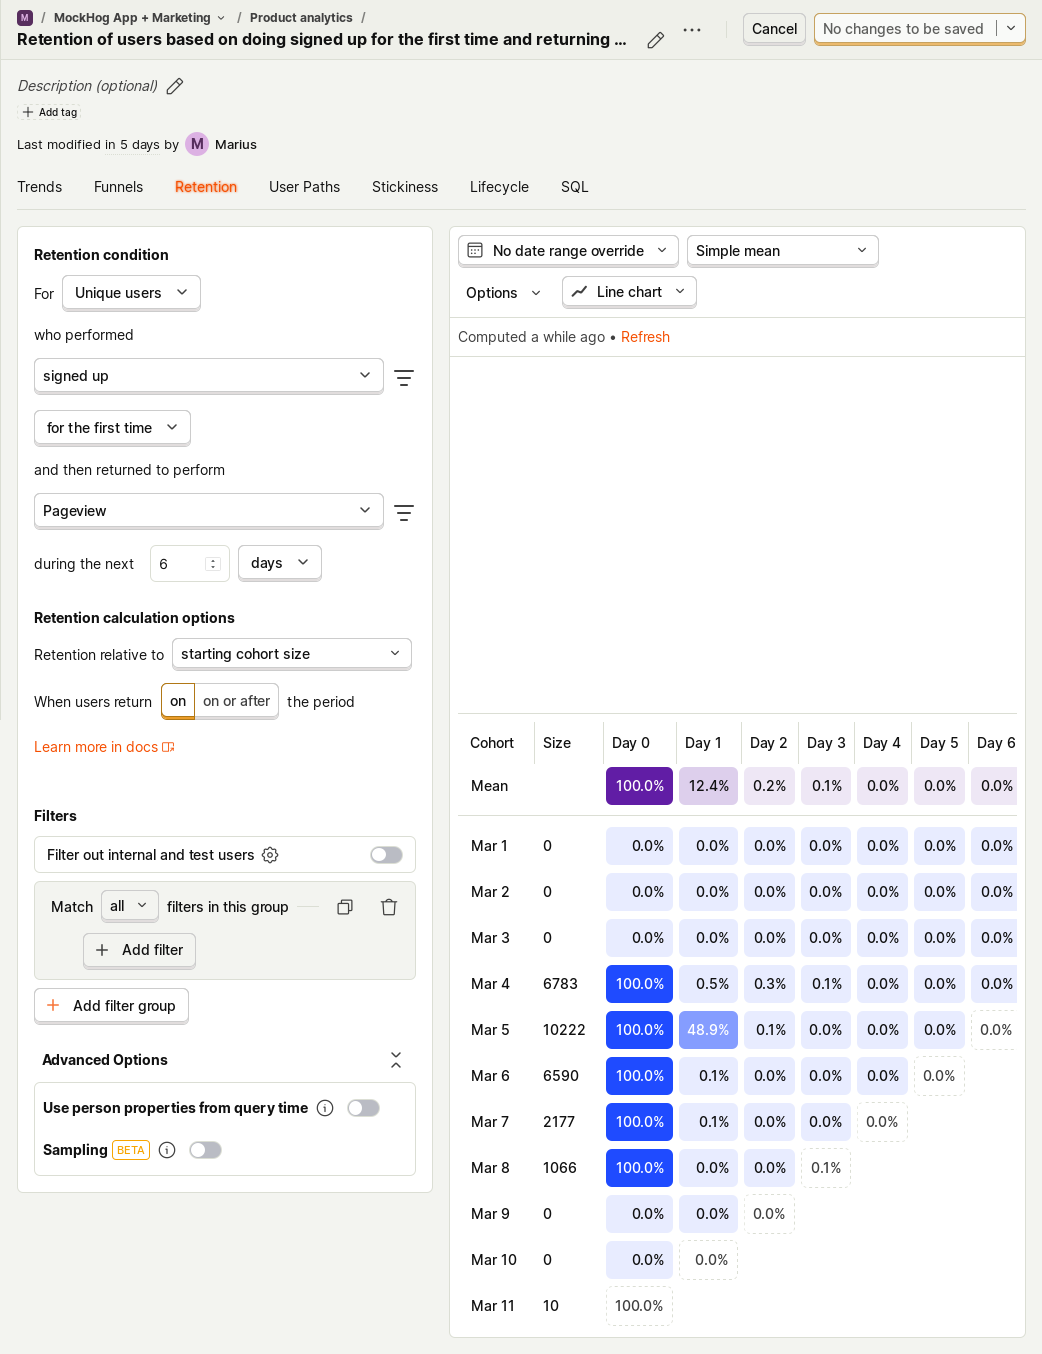 M / MockHog App + Marketing / Product analytics /
Retention of users based on doing signed up for the first time and returning ...
Cancel
No changes to be saved
Description (optional)
Add tag
Last modified in 5 days by M Marius
Trends Funnels Retention User Paths Stickiness Lifecycle SQL
Retention condition
For Unique users
who performed
signed up
for the first time
and then returned to perform
Pageview
during the next 6 days
Retention calculation options
Retention relative to starting cohort size
When users return on on or after the period
Learn more in docs
Filters
Filter out internal and test users
Match all filters in this group
Add filter
Add filter group
Advanced Options
Use person properties from query time
Sampling BETA
No date range override Simple mean
Options Line chart
Computed a while ago • Refresh
Cohort Size Day 0 Day 1 Day 2 Day 3 Day 4 Day 5 Day 6
Mean 100.0% 12.4% 0.2% 0.1% 0.0% 0.0% 0.0%
Mar 1 0 0.0% 0.0% 0.0% 0.0% 0.0% 0.0% 0.0%
Mar 2 0 0.0% 0.0% 0.0% 0.0% 0.0% 0.0% 0.0%
Mar 3 0 0.0% 0.0% 0.0% 0.0% 0.0% 0.0% 0.0%
Mar 4 6783 100.0% 0.5% 0.3% 0.1% 0.0% 0.0% 0.0%
Mar 5 10222 100.0% 48.9% 0.1% 0.0% 0.0% 0.0% 0.0%
Mar 6 6590 100.0% 0.1% 0.0% 0.0% 0.0% 0.0%
Mar 7 2177 100.0% 0.1% 0.0% 0.0% 0.0%
Mar 8 1066 100.0% 0.0% 0.0% 0.1%
Mar 9 0 0.0% 0.0% 0.0%
Mar 10 0 0.0% 0.0%
Mar 11 10 100.0%